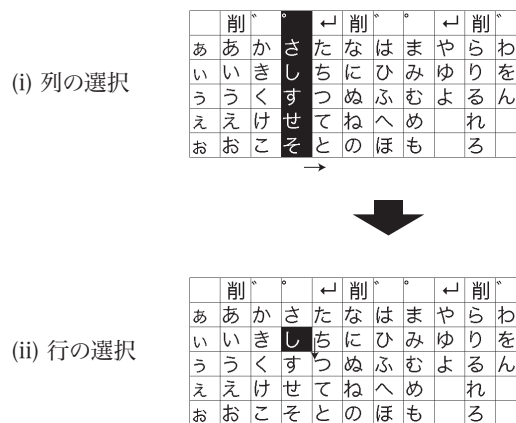 削 ゛ ゜ ↵ 削 ゛ ゜ ↵ 削 ゛
ぁ あ か さ た な は ま や ら わ
(i) 列の選択
ぃ い き し ち に ひ み ゆ り を
ぅ う く す つ ぬ ふ む よ る ん
ぇ え け せ て ね へ め れ
ぉ お こ そ と の ほ も ろ
→
削 ゛ ゜ ↵ 削 ゛ ゜ ↵ 削 ゛
ぁ あ か さ た な は ま や ら わ
(ii) 行の選択
ぃ い き し ち に ひ み ゆ り を
ぅ う く す つ ぬ ふ む よ る ん
ぇ え け せ て ね へ め れ
ぉ お こ そ と の ほ も ろ